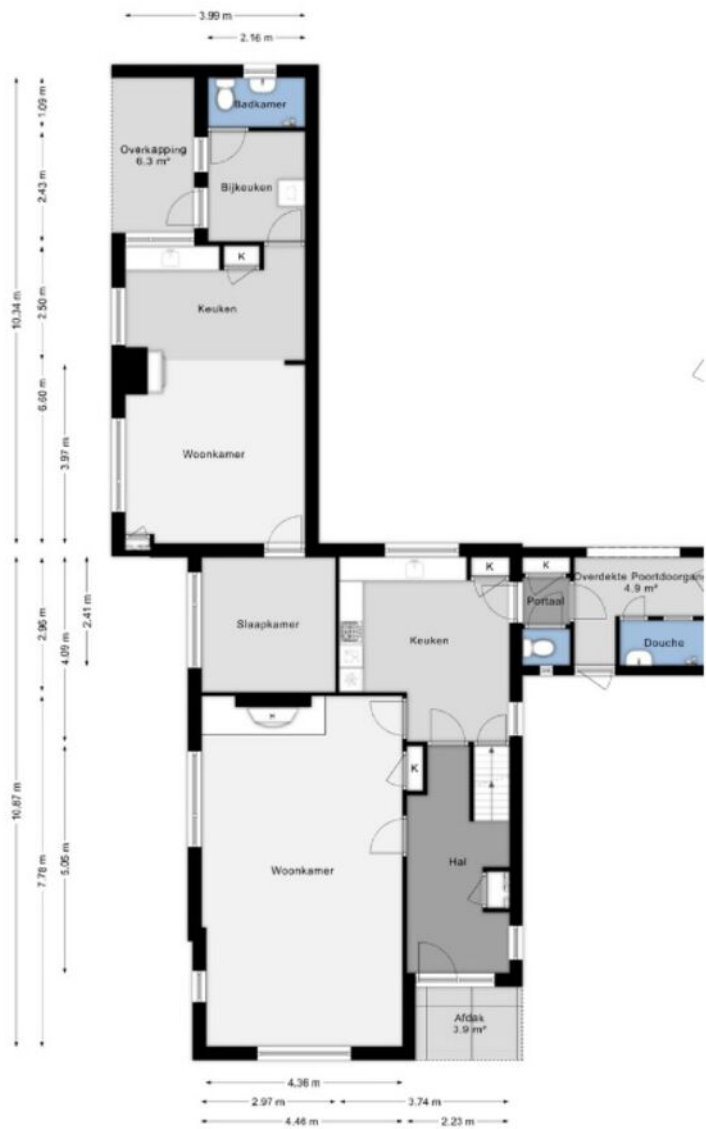 3.99 m
2.16 m
Badkamer
1.09 m
Overkapping
6.3 m²
Bijkeuken
2.43 m
K
Keuken
2.50 m
10.34 m
6.60 m
3.97 m
Woonkamer
K
K
Overdekte Poortdoorgang
4.9 m²
Portaal
2.41 m
2.95 m
4.09 m
Slaapkamer
Keuken
Douche
H
K
10.87 m
7.78 m
5.05 m
Woonkamer
Hal
Afdak
3.9 m²
4.36 m
2.97 m
3.74 m
4.46 m
2.23 m